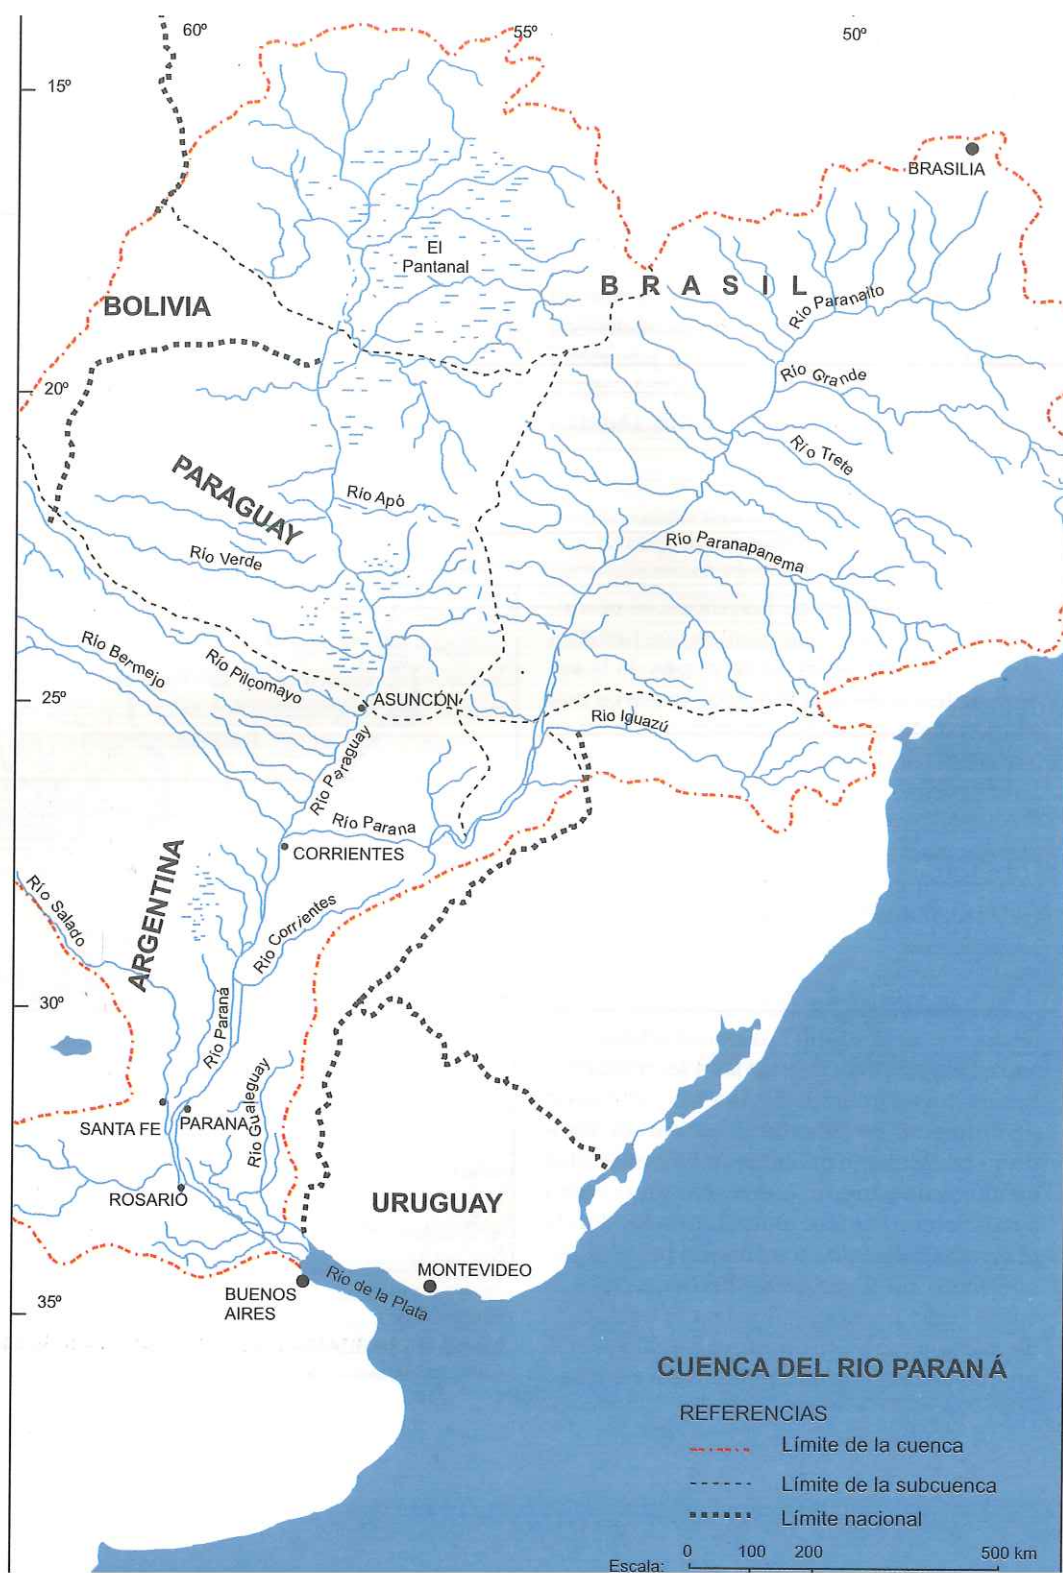 60º
55º
50º
15º
BRASILIA
El
Pantanal
BRASIL
BOLIVIA
Río Paranaíto
Río Grande
20º
Río Trete
PARAGUAY
Río Apó
Río Verde
Río Paranapanema
Río Bermejo
Río Pilcomayo
25º
ASUNCÓN
Río Iguazú
Río Paraguay
Río Parana
CORRIENTES
ARGENTINA
Río Salado
Río Corrientes
30º
Río Paraná
Río Gualeguay
SANTA FE
PARANA
ROSARIO
URUGUAY
MONTEVIDEO
Río de la Plata
BUENOS
AIRES
35º
CUENCA DEL RIO PARANÁ
REFERENCIAS
Límite de la cuenca
Límite de la subcuenca
Límite nacional
Escala: 0 100 200 500 km